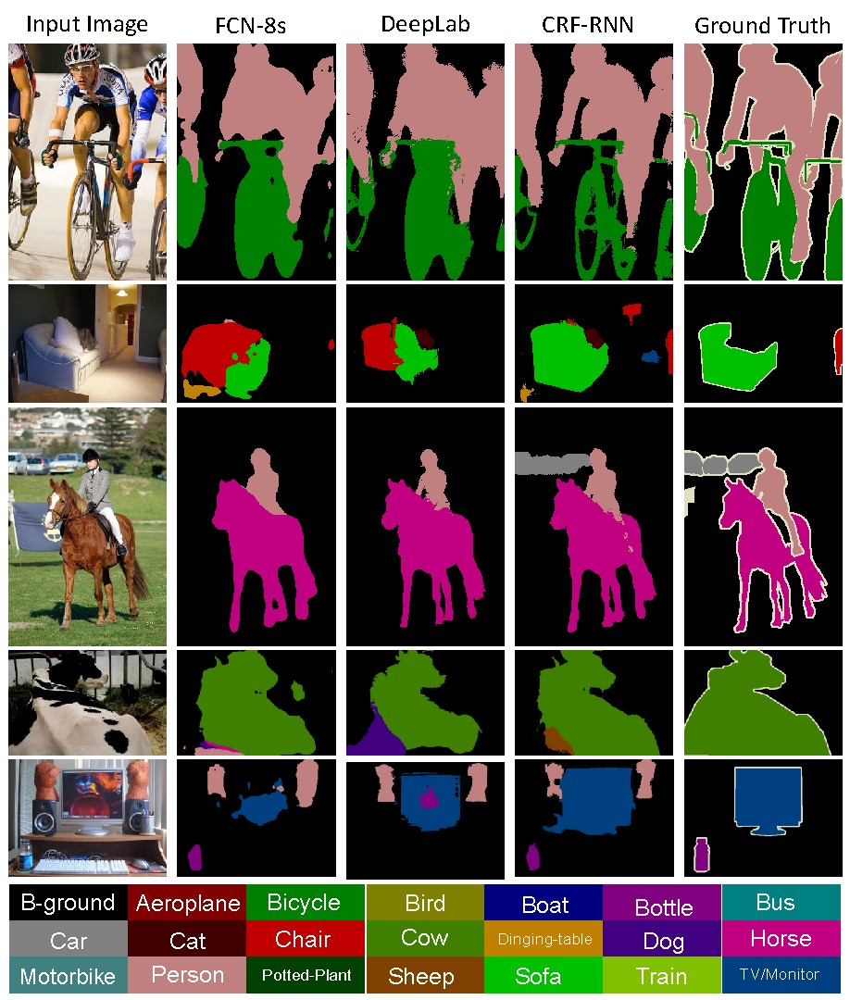 Input Image FCN-8s DeepLab CRF-RNN Ground Truth
B-ground Aeroplane Bicycle Bird Boat Bottle Bus
Car Cat Chair Cow Dinging-table Dog Horse
Motorbike Person Potted-Plant Sheep Sofa Train TV/Monitor